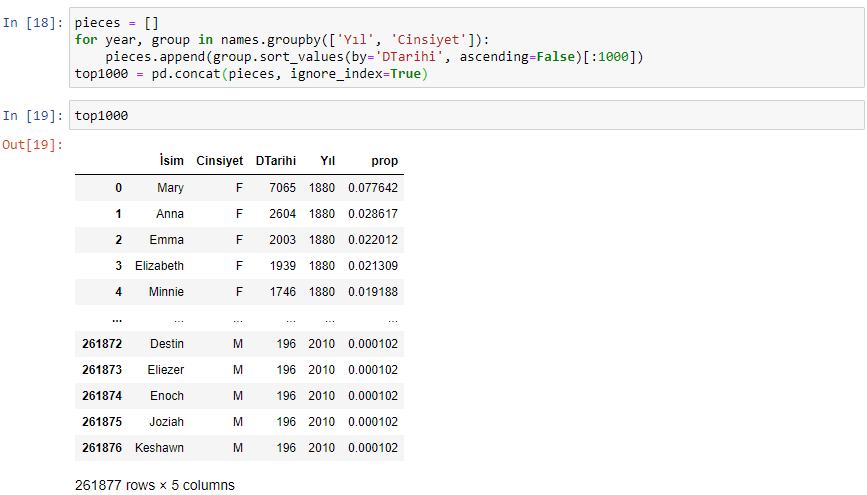 In [18]: pieces = []
for year, group in names.groupby(['Yıl', 'Cinsiyet']):
    pieces.append(group.sort_values(by='DTarihi', ascending=False)[:1000])
top1000 = pd.concat(pieces, ignore_index=True)
In [19]: top1000
Out[19]:
İsim Cinsiyet DTarihi Yıl prop
0 Mary F 7065 1880 0.077642
1 Anna F 2604 1880 0.028617
2 Emma F 2003 1880 0.022012
3 Elizabeth F 1939 1880 0.021309
4 Minnie F 1746 1880 0.019188
... ... ... ... ... ...
261872 Destin M 196 2010 0.000102
261873 Eliezer M 196 2010 0.000102
261874 Enoch M 196 2010 0.000102
261875 Joziah M 196 2010 0.000102
261876 Keshawn M 196 2010 0.000102
261877 rows × 5 columns